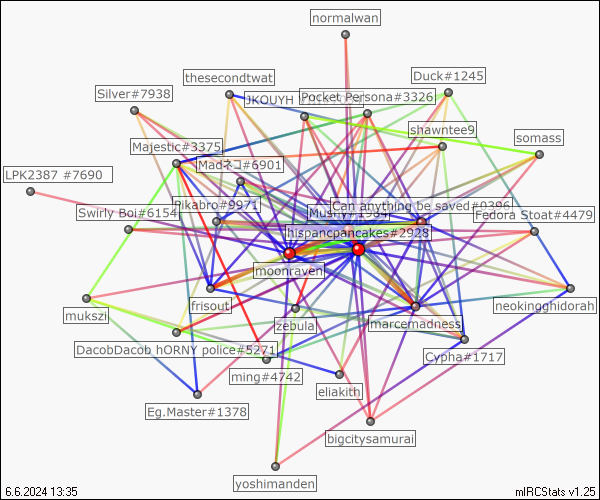 normalwan
thesecondtwat
Duck#1245
Silver#7938
JKOUYH
Pocket Persona#3326
shawntee9
somass
Majestic#3375
Madネコ#6901
LPK2387 #7690
Pikabro#9971
Can anything be saved#0396
Swirly Boi#6154
Mushy#1984
Fedora Stoat#4479
hispancpancakes#2928
moonraven
frisout
neokingghidorah
mukszi
zebula
marcemadness
DacobDacob hORNY police#5271
Cypha#1717
ming#4742
eliakith
Eg.Master#1378
bigcitysamurai
yoshimanden
6.6.2024 13:35
mIRCStats v1.25